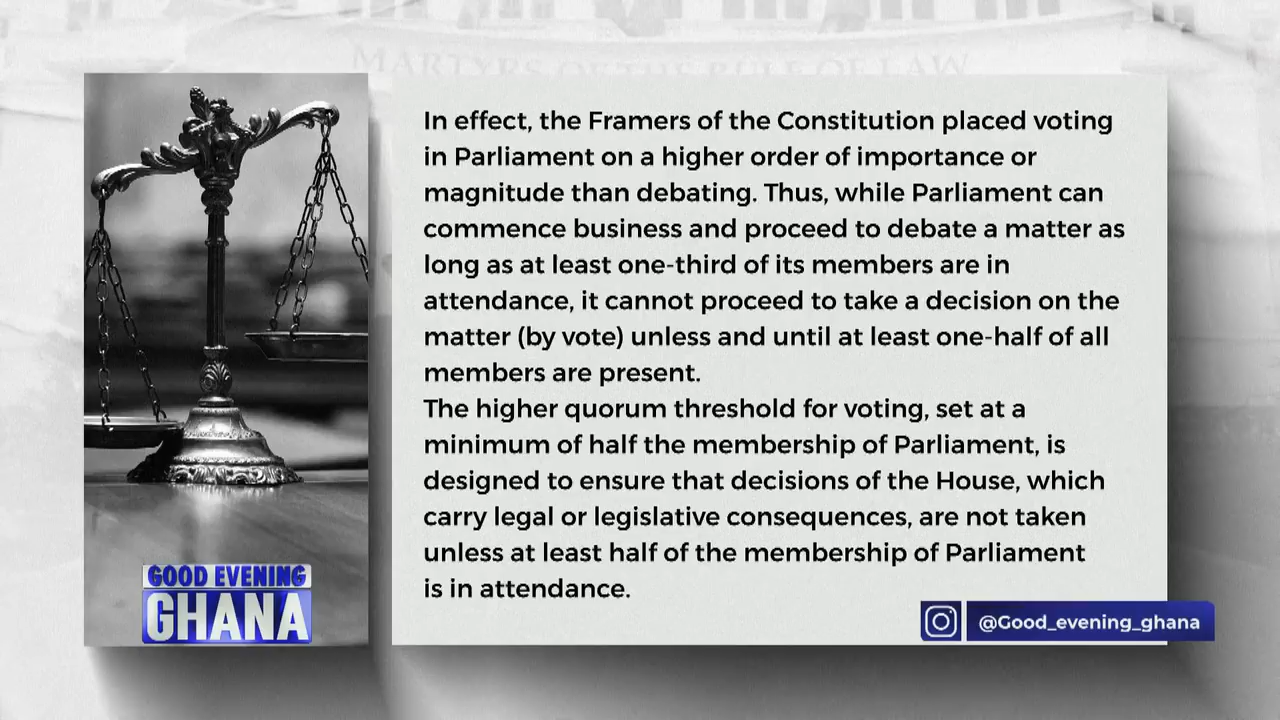 MARTYRS OF THE RULE OF LAW
In effect, the Framers of the Constitution placed voting
in Parliament on a higher order of importance or
magnitude than debating. Thus, while Parliament can
commence business and proceed to debate a matter as
long as at least one-third of its members are in
attendance, it cannot proceed to take a decision on the
matter (by vote) unless and until at least one-half of all
members are present.
The higher quorum threshold for voting, set at a
minimum of half the membership of Parliament, is
designed to ensure that decisions of the House, which
carry legal or legislative consequences, are not taken
unless at least half of the membership of Parliament
is in attendance.
GOOD EVENING
GHANA
@Good_evening_ghana